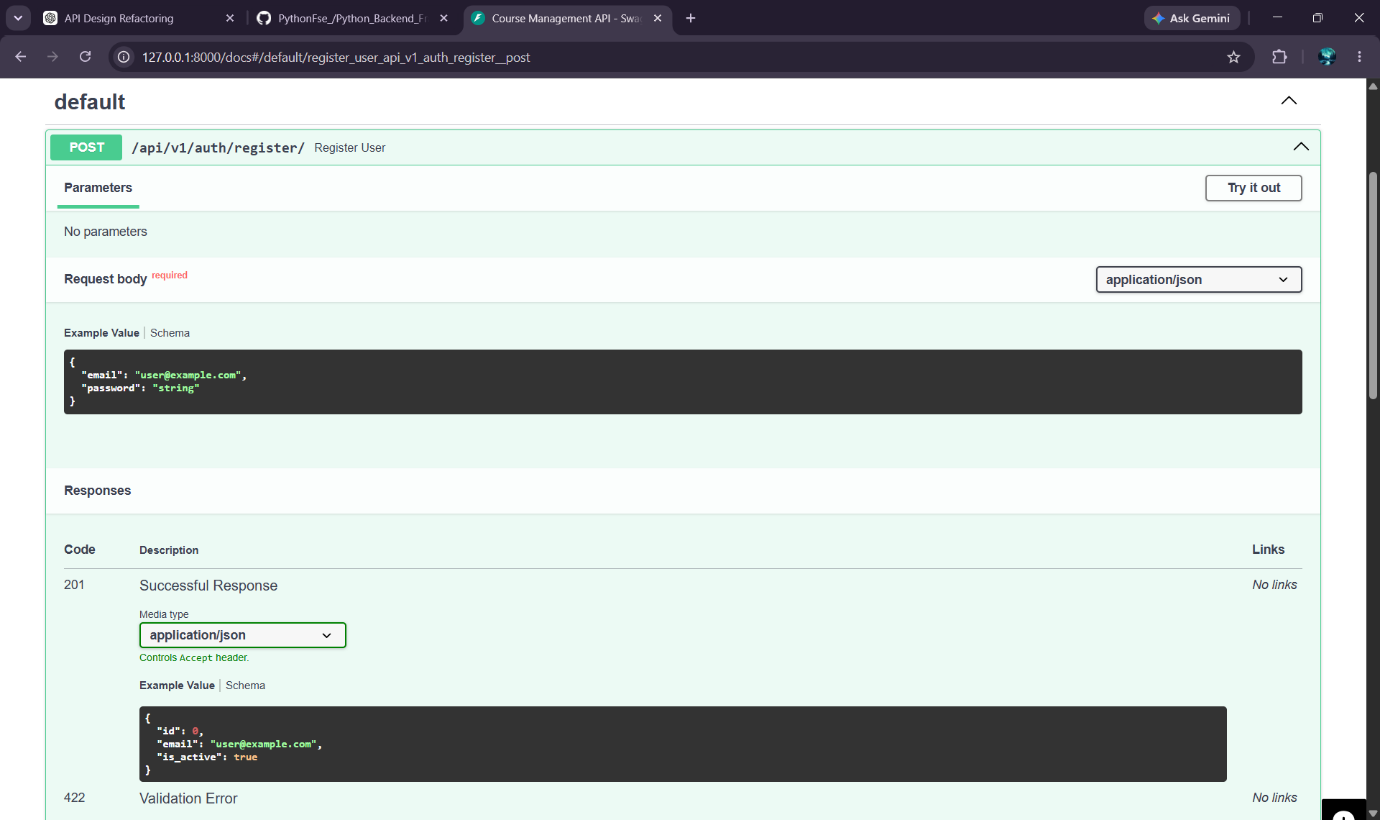 API Design Refactoring
PythonFse_/Python_Backend_Fr
Course Management API - Swa
Ask Gemini
127.0.0.1:8000/docs#/default/register_user_api_v1_auth_register__post
default
POST /api/v1/auth/register/ Register User
Parameters
Try it out
No parameters
Request body required
application/json
Example Value | Schema
{
"email": "user@example.com",
"password": "string"
}
Responses
Code Description Links
201 Successful Response No links
Media type
application/json
Controls Accept header.
Example Value | Schema
{
"id": 0,
"email": "user@example.com",
"is_active": true
}
422 Validation Error No links